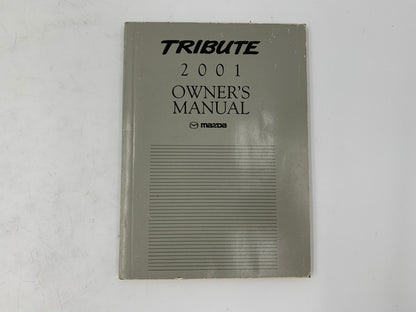 TRIBUTE
2001
OWNER'S
MANUAL
mazda